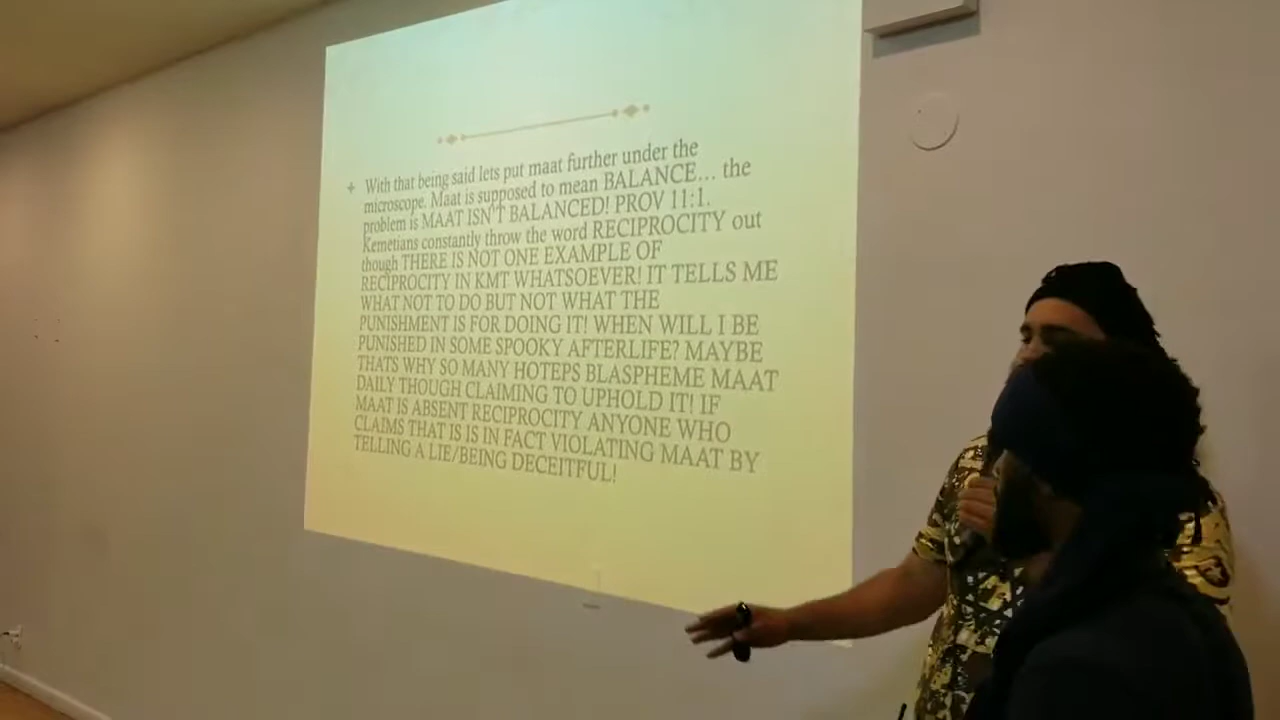 With that being said lets put maat further under the
microscope. Maat is supposed to mean BALANCE... the
problem is MAAT ISN'T BALANCED! PROV 11:1.
Kemetians constantly throw the word RECIPROCITY out
though THERE IS NOT ONE EXAMPLE OF
RECIPROCITY IN KMT WHATSOEVER! IT TELLS ME
WHAT NOT TO DO BUT NOT WHAT THE
PUNISHMENT IS FOR DOING IT! WHEN WILL I BE
PUNISHED IN SOME SPOOKY AFTERLIFE? MAYBE
THATS WHY SO MANY HOTEPS BLASPHEME MAAT
DAILY THOUGH CLAIMING TO UPHOLD IT! IF
MAAT IS ABSENT RECIPROCITY ANYONE WHO
CLAIMS THAT IS IS IN FACT VIOLATING MAAT BY
TELLING A LIE/BEING DECEITFUL!